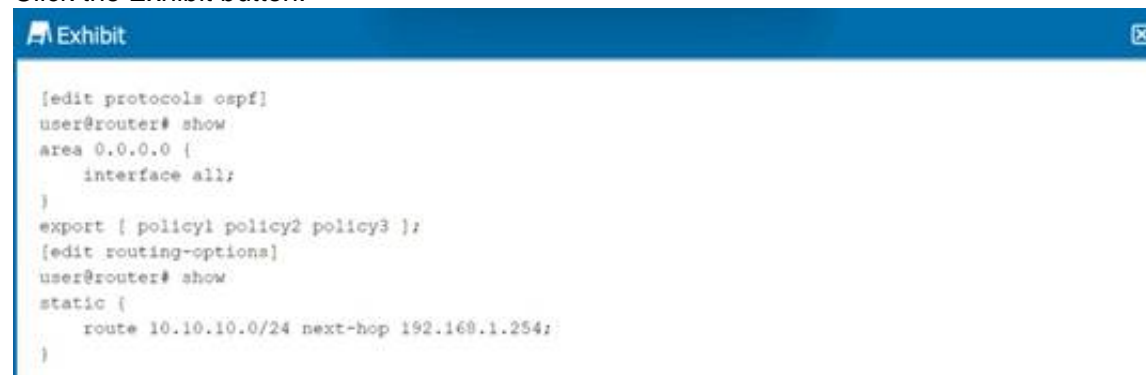 Click the Exhibit button.
Exhibit
[edit protocols ospf]
user@router# show
area 0.0.0.0 {
interface all;
}
export [ policy1 policy2 policy3 ];
[edit routing-options]
user@router# show
static {
route 10.10.10.0/24 next-hop 192.168.1.254;
}